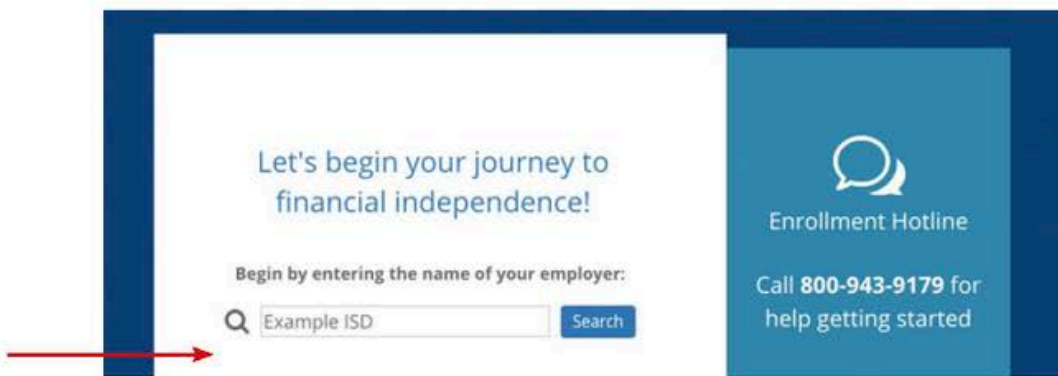 Let's begin your journey to
financial independence!
Begin by entering the name of your employer:
Example ISD
Search
Enrollment Hotline
Call 800-943-9179 for
help getting started